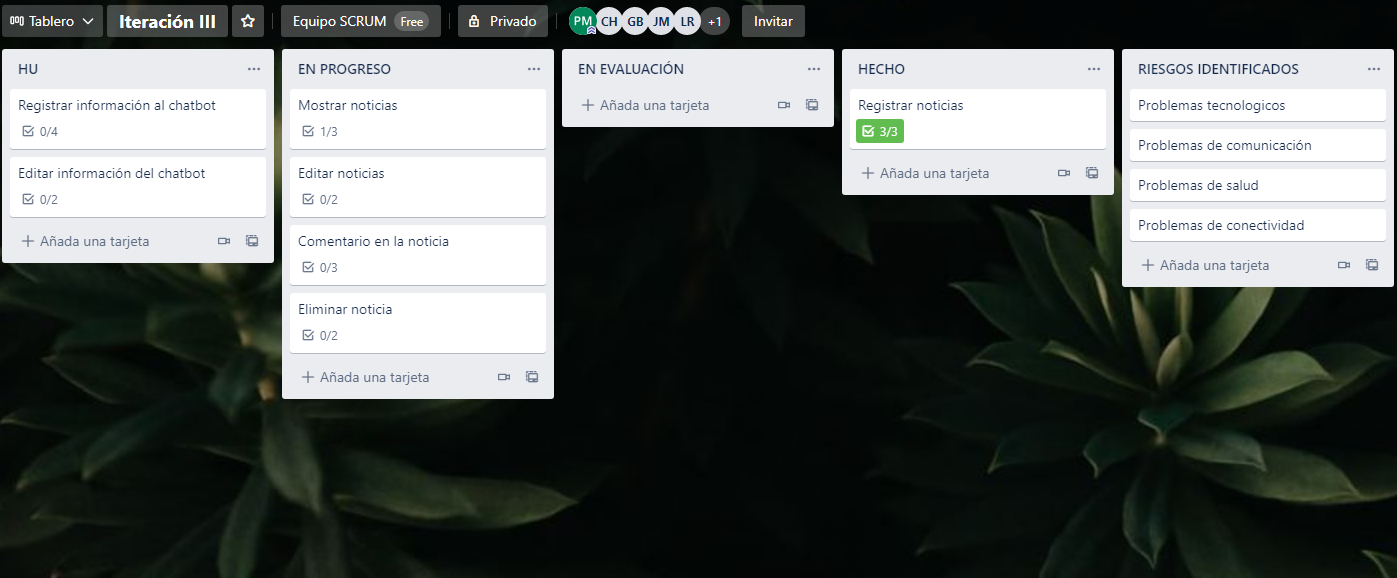 Tablero
Iteración III
Equipo SCRUM Free
Privado
PM CH GB JM LR +1
Invitar
HU
Registrar información al chatbot
0/4
Editar información del chatbot
0/2
Añada una tarjeta
EN PROGRESO
Mostrar noticias
1/3
Editar noticias
0/2
Comentario en la noticia
0/3
Eliminar noticia
0/2
Añada una tarjeta
EN EVALUACIÓN
Añada una tarjeta
HECHO
Registrar noticias
3/3
Añada una tarjeta
RIESGOS IDENTIFICADOS
Problemas tecnologicos
Problemas de comunicación
Problemas de salud
Problemas de conectividad
Añada una tarjeta